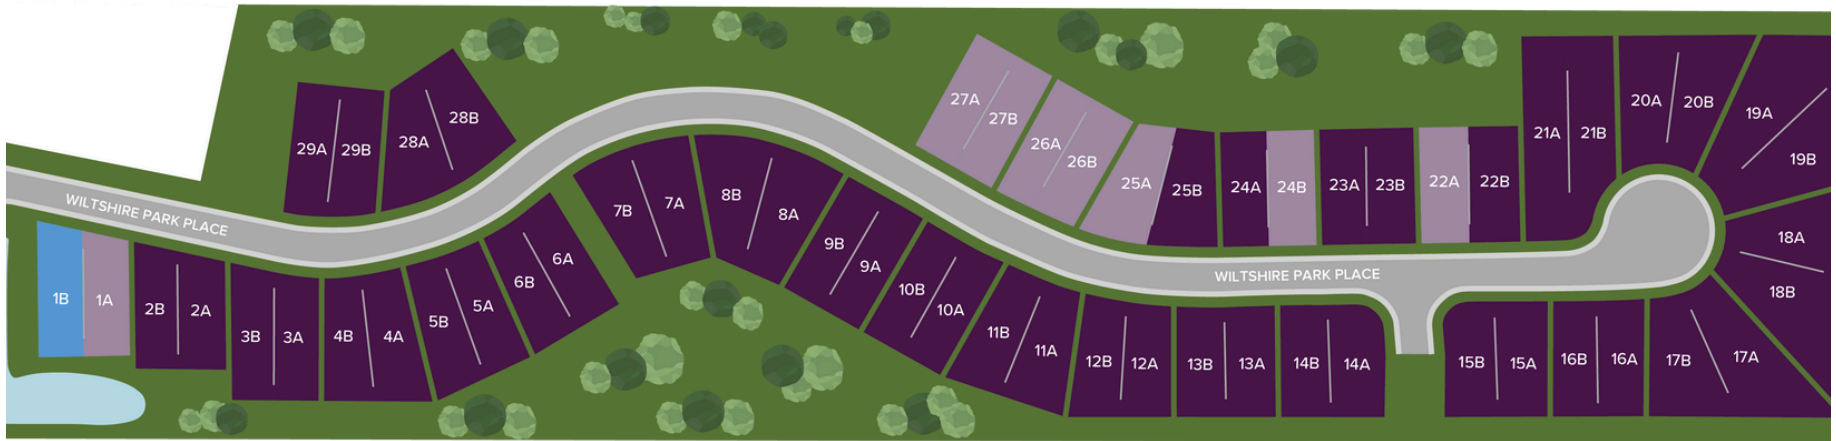 27A
27B
28B
28A
29A
29B
26A
26B
25A
25B
24A
24B
23A
23B
22A
22B
21A
21B
20A
20B
19A
19B
WILTSHIRE PARK PLACE
7B
7A
8B
8A
9B
9A
6A
6B
WILTSHIRE PARK PLACE
18A
18B
1B
1A
2B
2A
3B
3A
4B
4A
5B
5A
10B
10A
11B
11A
12B
12A
13B
13A
14B
14A
15B
15A
16B
16A
17B
17A